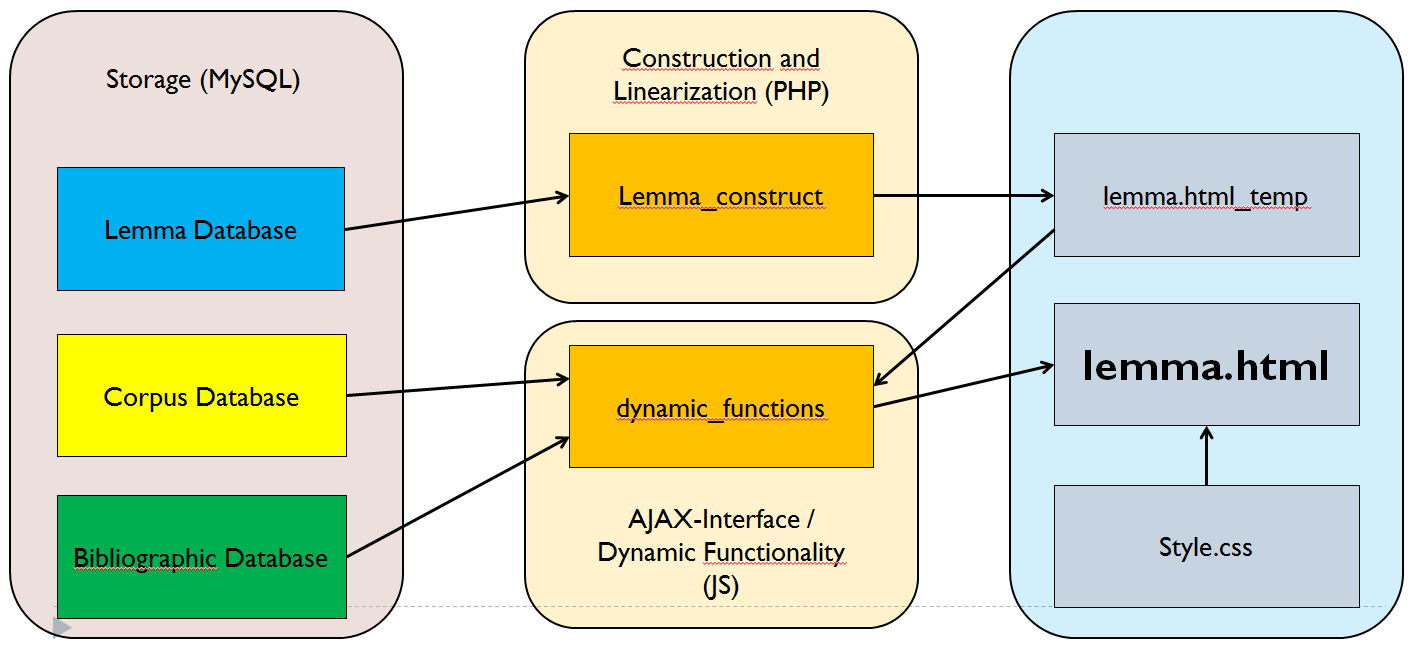 Storage (MySQL)
Lemma Database
Corpus Database
Bibliographic Database
Construction and
Linearization (PHP)
Lemma_construct
dynamic_functions
AJAX-Interface /
Dynamic Functionality
(JS)
lemma.html_temp
lemma.html
Style.css